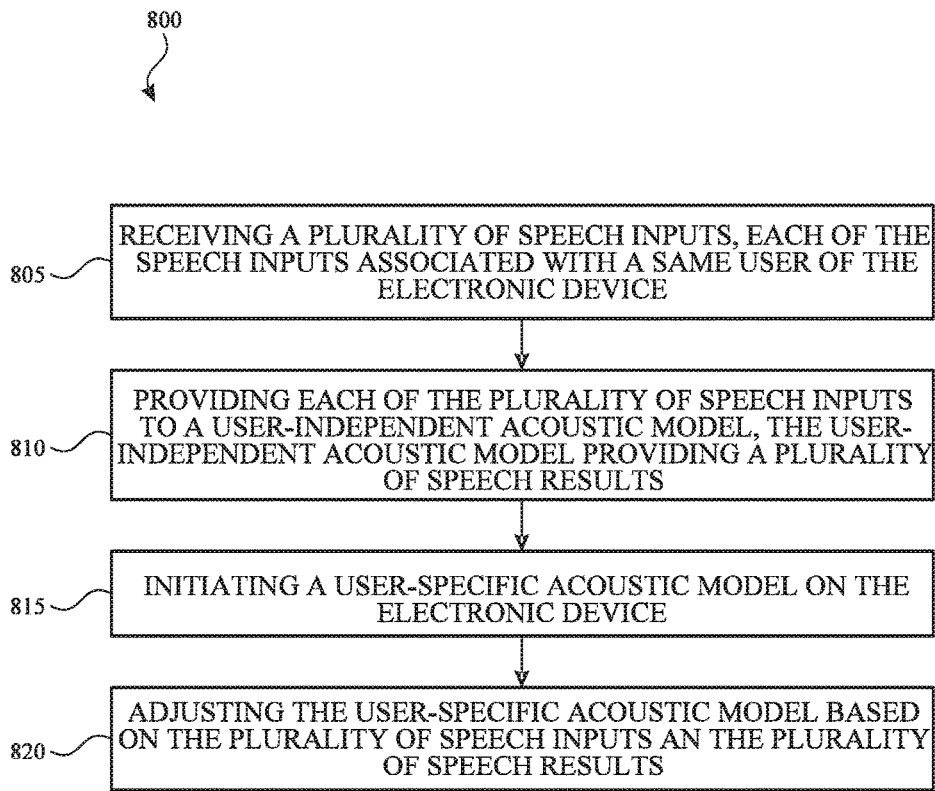 800
805
RECEIVING A PLURALITY OF SPEECH INPUTS, EACH OF THE
SPEECH INPUTS ASSOCIATED WITH A SAME USER OF THE
ELECTRONIC DEVICE
810
PROVIDING EACH OF THE PLURALITY OF SPEECH INPUTS
TO A USER-INDEPENDENT ACOUSTIC MODEL, THE USER-
INDEPENDENT ACOUSTIC MODEL PROVIDING A PLURALITY
OF SPEECH RESULTS
815
INITIATING A USER-SPECIFIC ACOUSTIC MODEL ON THE
ELECTRONIC DEVICE
820
ADJUSTING THE USER-SPECIFIC ACOUSTIC MODEL BASED
ON THE PLURALITY OF SPEECH INPUTS AN THE PLURALITY
OF SPEECH RESULTS